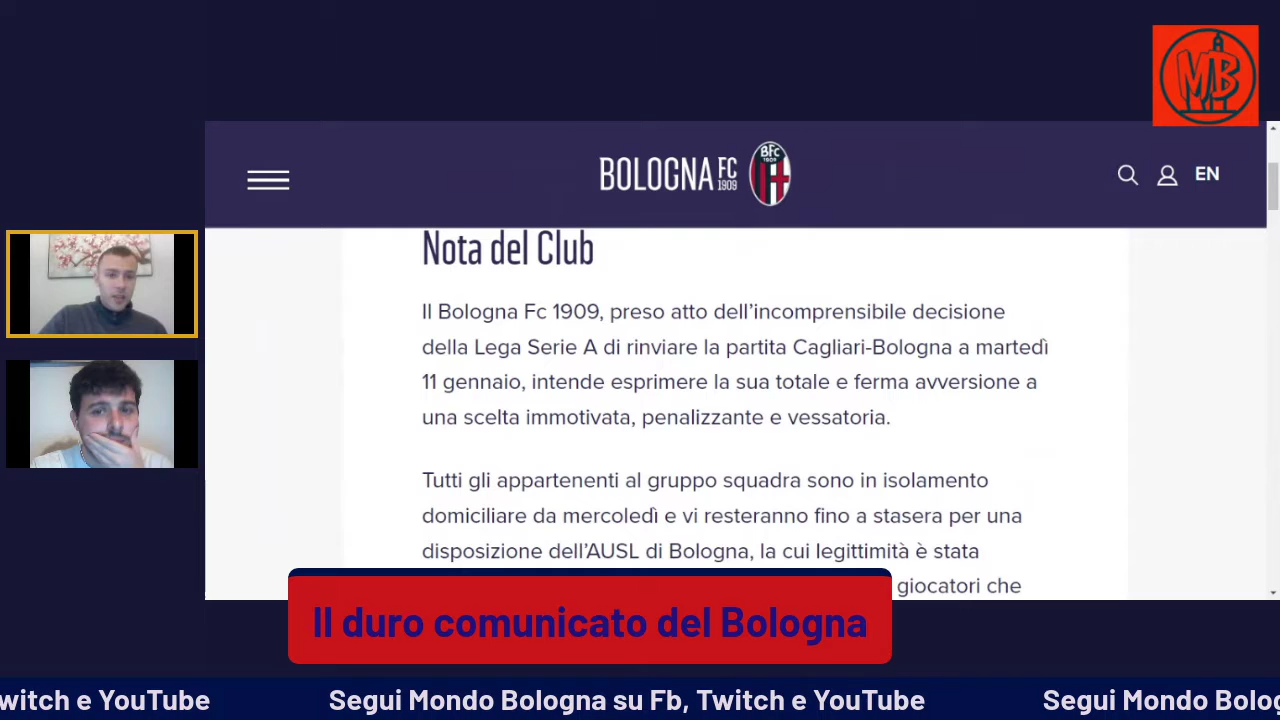 MB
BOLOGNA FC 1909
BFC 1909
EN
Nota del Club
Il Bologna Fc 1909, preso atto dell’incomprensibile decisione
della Lega Serie A di rinviare la partita Cagliari-Bologna a martedì
11 gennaio, intende esprimere la sua totale e ferma avversione a
una scelta immotivata, penalizzante e vessatoria.
Tutti gli appartenenti al gruppo squadra sono in isolamento
domiciliare da mercoledì e vi resteranno fino a stasera per una
disposizione dell’AUSL di Bologna, la cui legittimità è stata
giocatori che
Il duro comunicato del Bologna
witch e YouTube Segui Mondo Bologna su Fb, Twitch e YouTube Segui Mondo Bolog